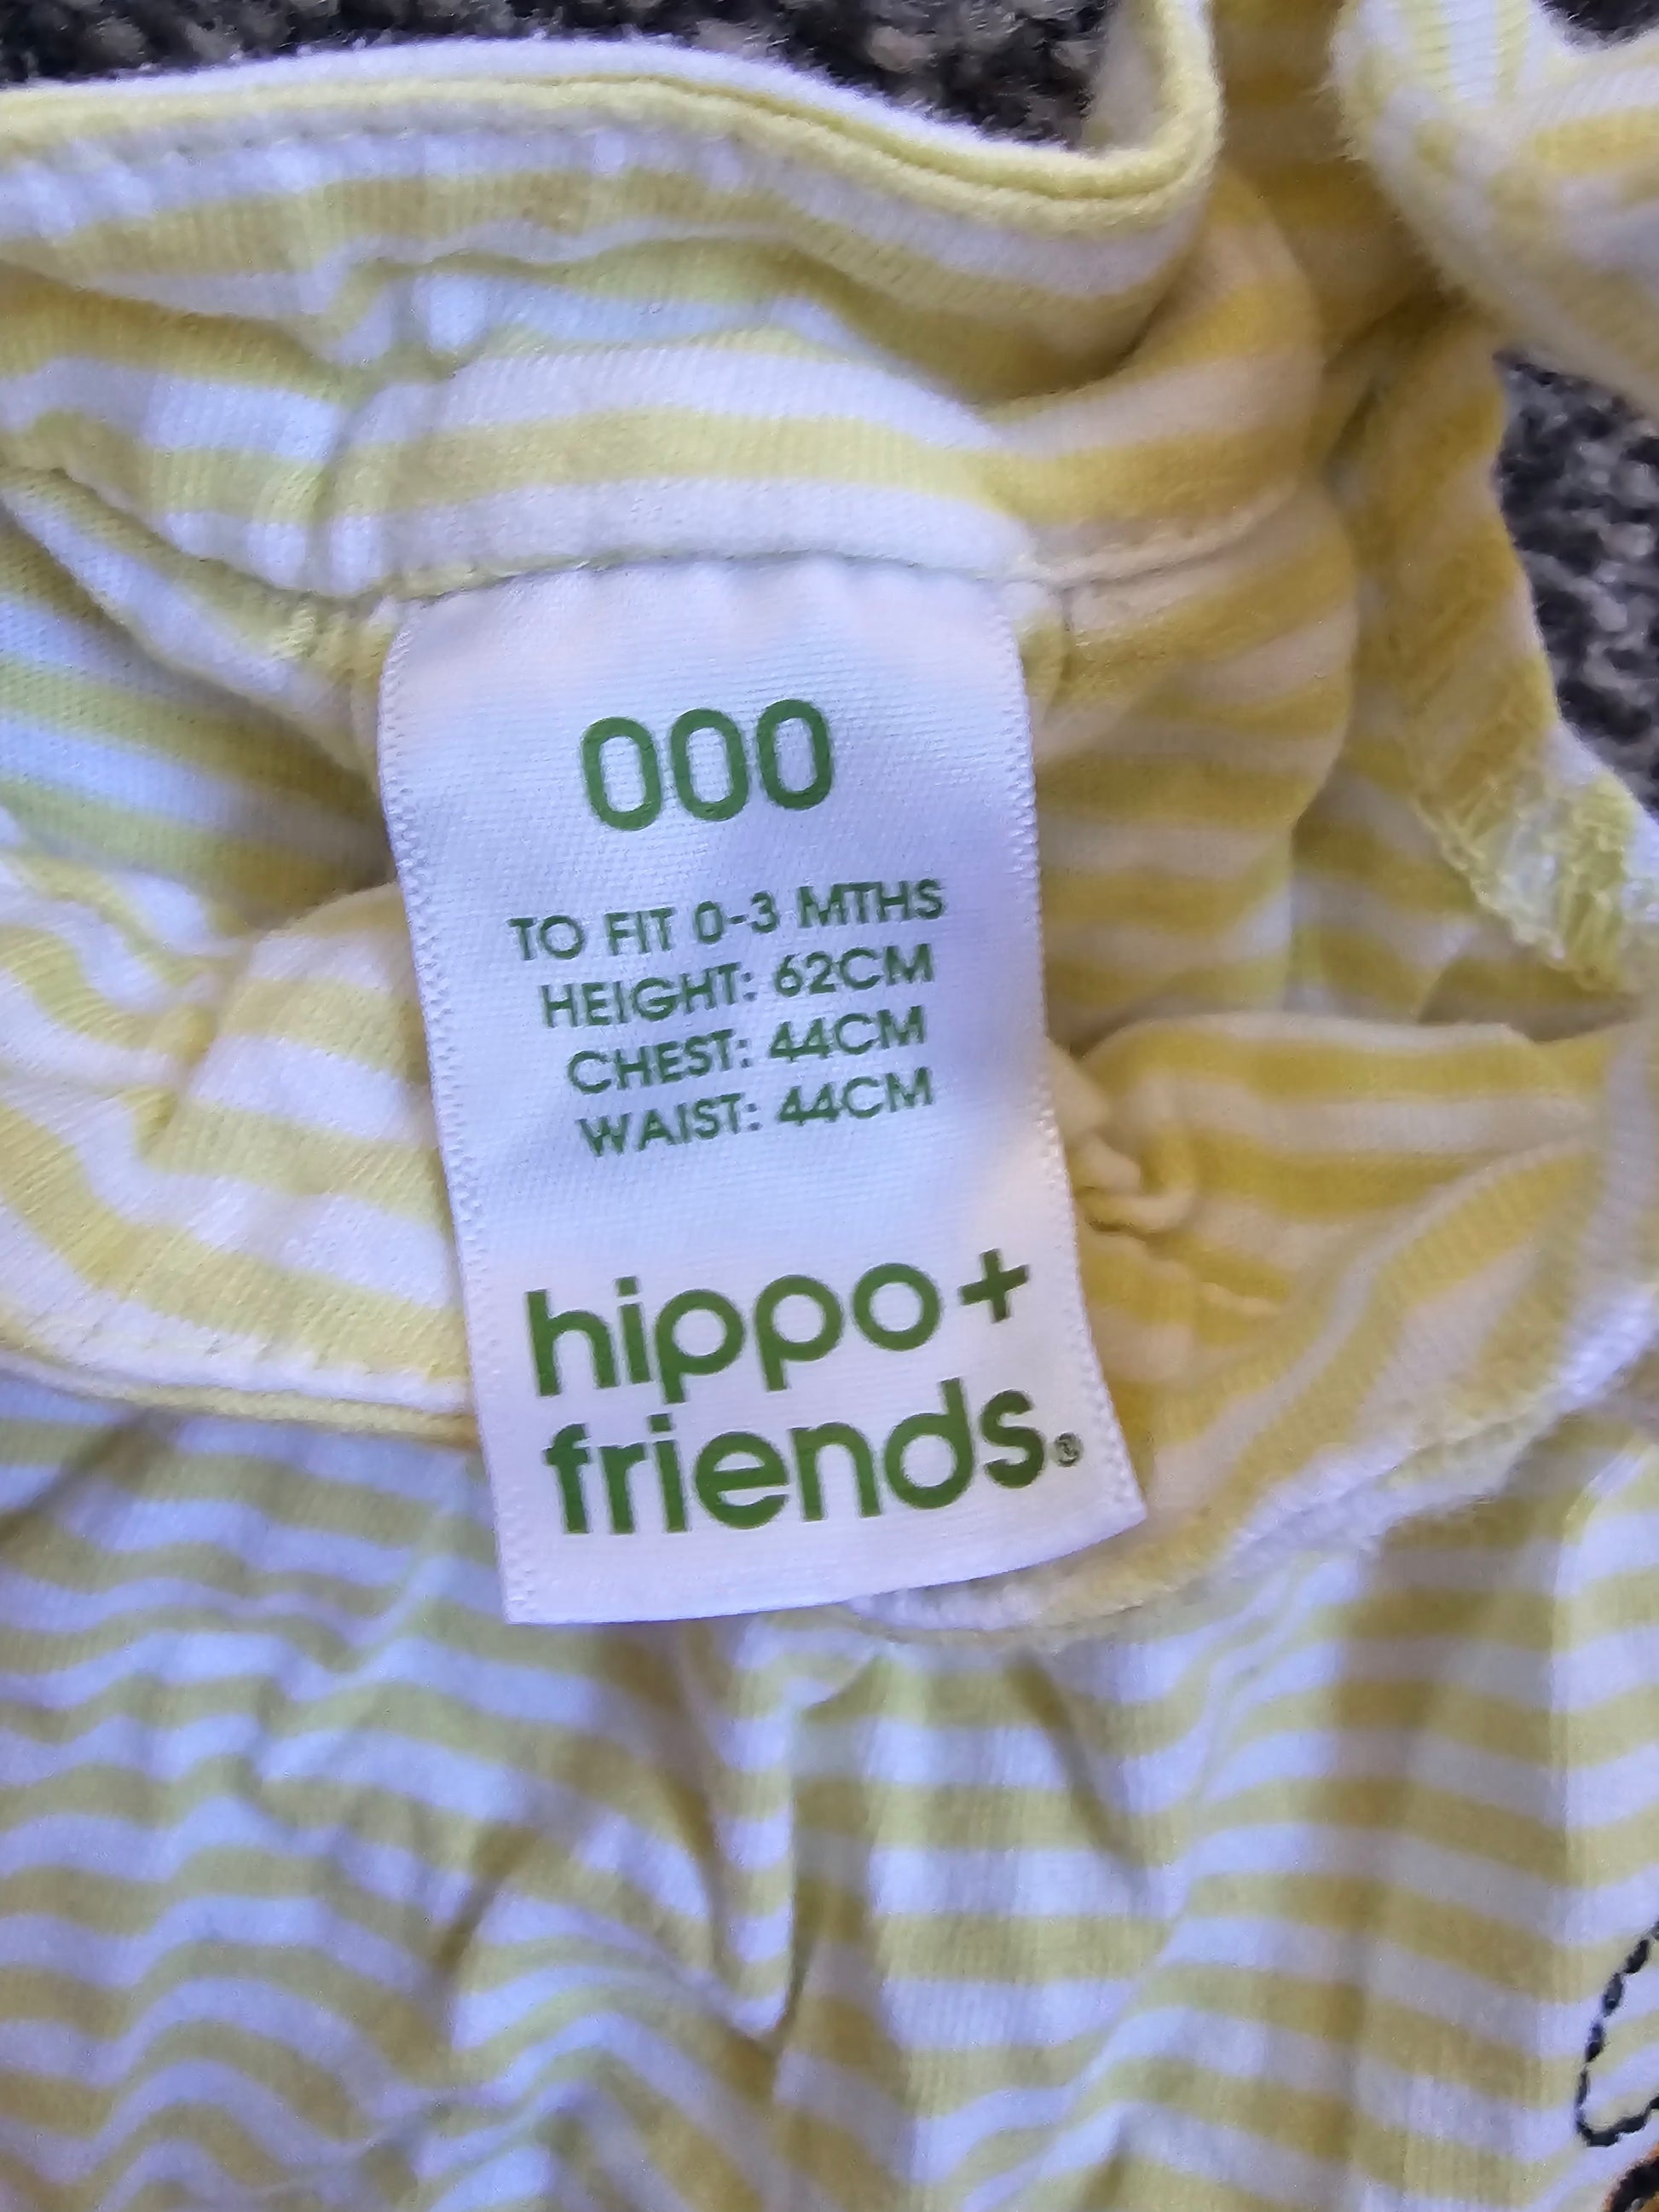 000
TO FIT 0-3 MTHS
HEIGHT: 62CM
CHEST: 44CM
WAIST: 44CM
hippo+
friends®